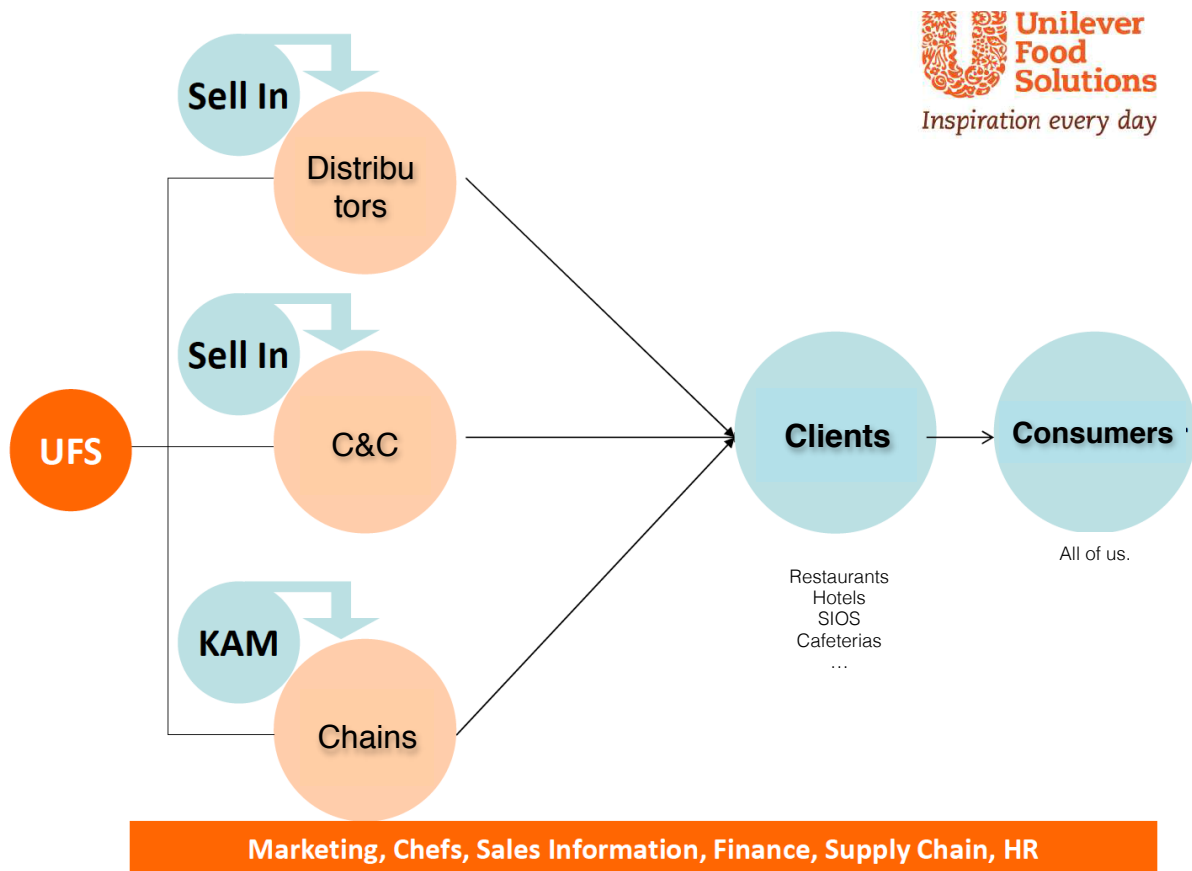 Unilever
Food
Solutions
Inspiration every day
Sell In
Distribu
tors
Sell In
C&C
UFS
Clients
Consumers
KAM
Chains
Restaurants
Hotels
SIOS
Cafeterias
…
All of us.
Marketing, Chefs, Sales Information, Finance, Supply Chain, HR